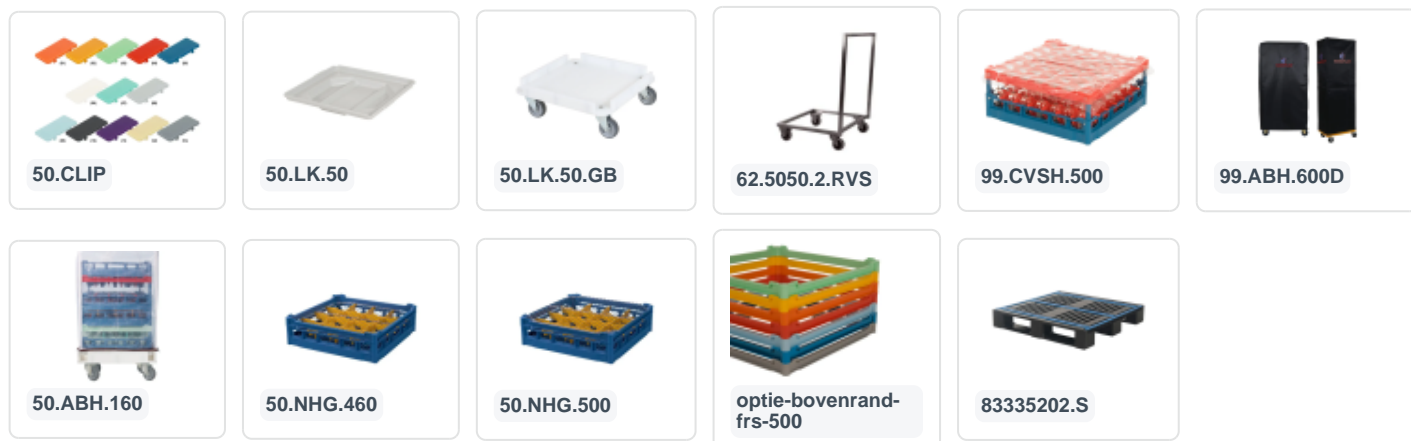 50.CLIP
50.LK.50
50.LK.50.GB
62.5050.2.RVS
99.CVSH.500
99.ABH.600D
50.ABH.160
50.NHG.460
50.NHG.500
optie-bovenrand-
frs-500
83335202.S